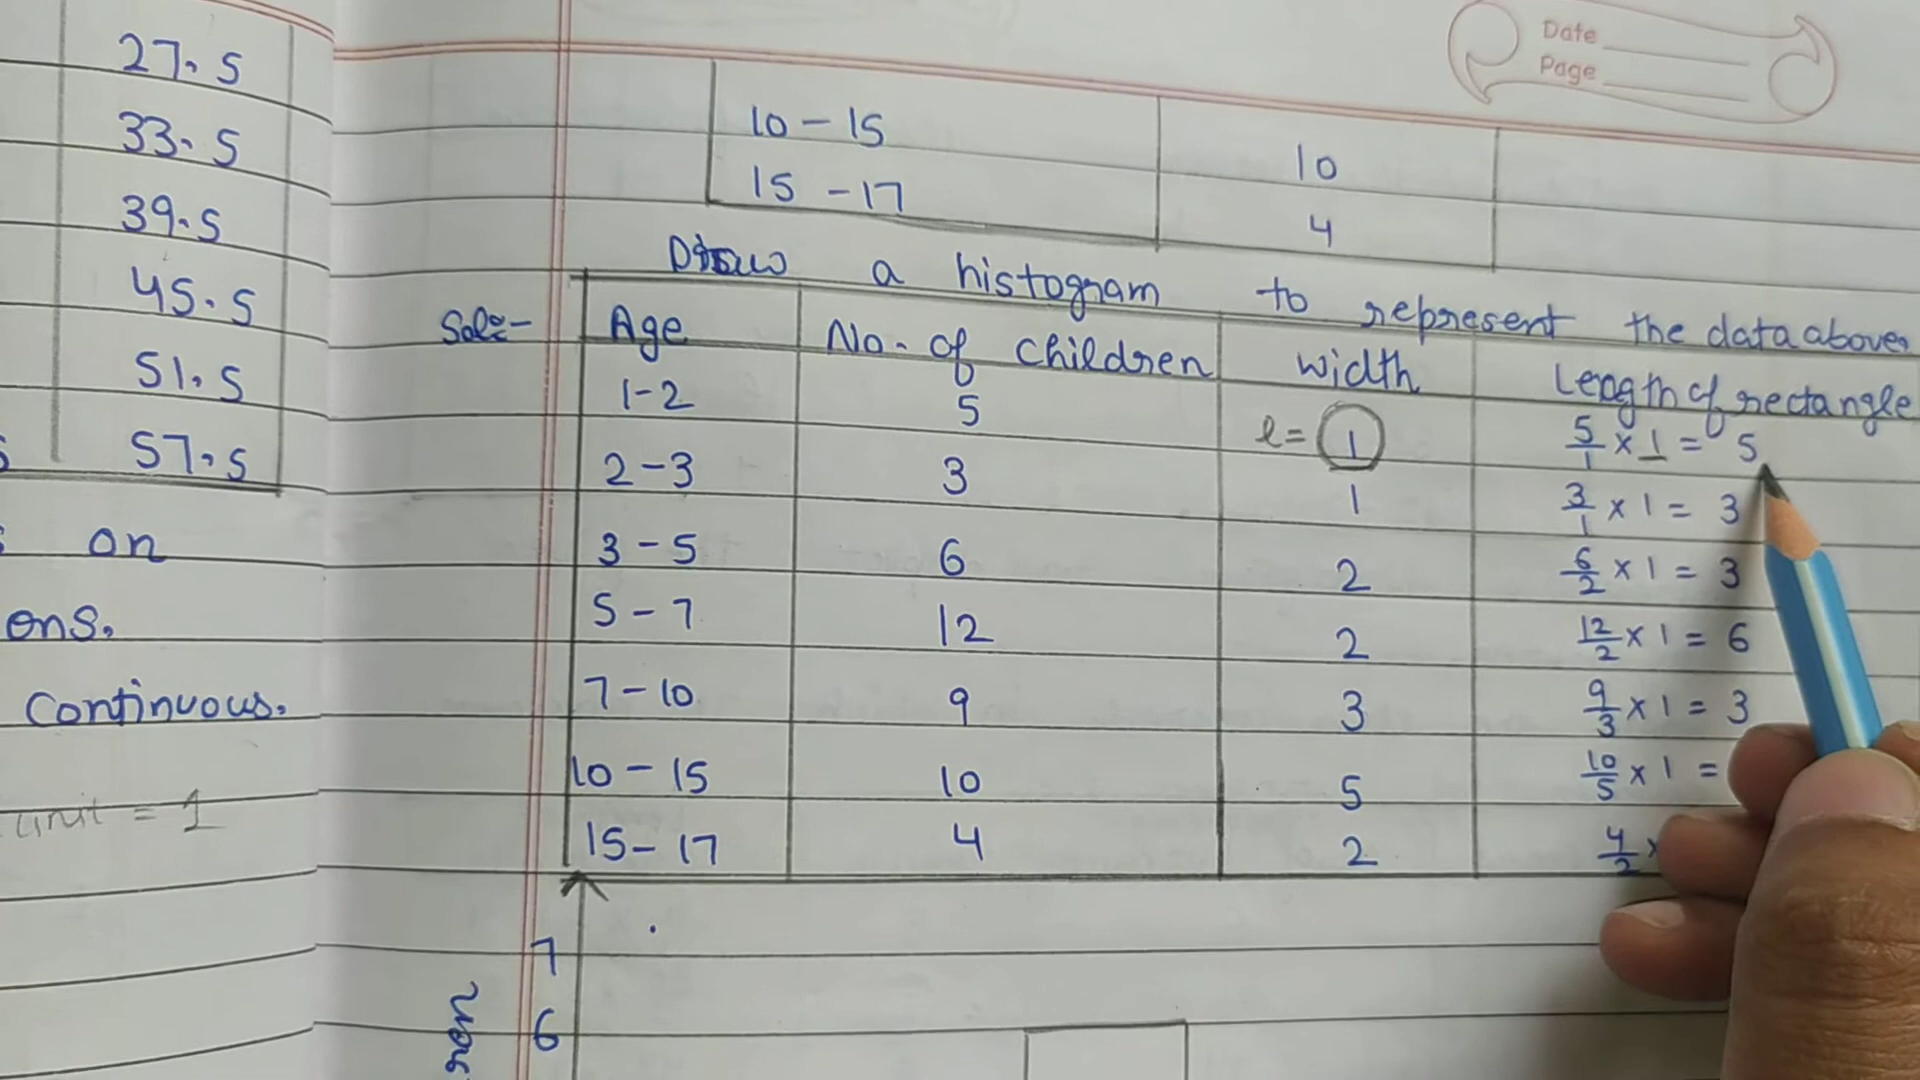 27.5
33.5
39.5
45.5
51.5
57.5
on
ons.
Continuous.
unit = 1
Date
Page
10 - 15 10
15 - 17 4
Draw a histogram to represent the data above.
Sol:- Age No. of children width Length of rectangle
1-2 5 l = 1 5/1 × 1 = 5
2-3 3 1 3/1 × 1 = 3
3-5 6 2 6/2 × 1 = 3
5-7 12 2 12/2 × 1 = 6
7-10 9 3 9/3 × 1 = 3
10-15 10 5 10/5 × 1 =
15-17 4 2 4/2 ×
7
6